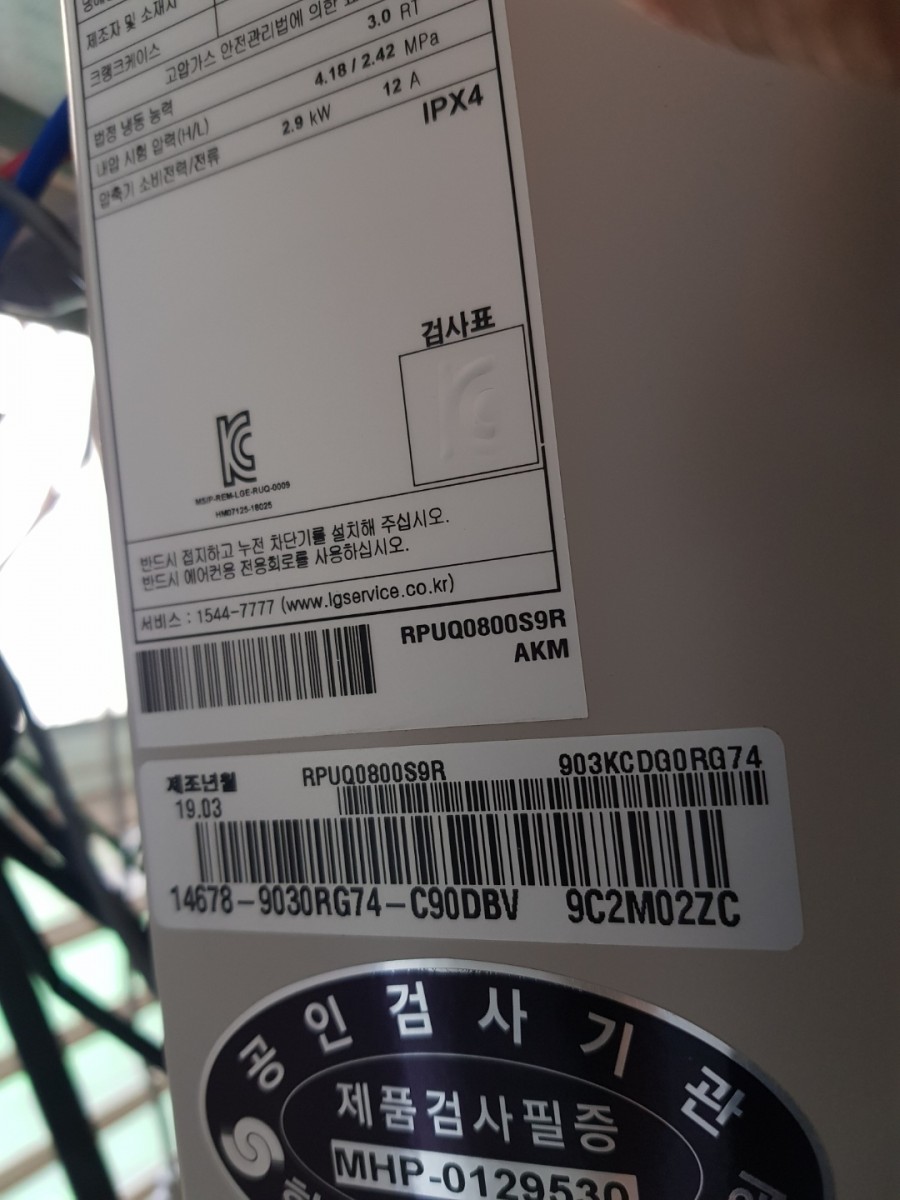 제조자 및 소재지
크랭크케이스
고압가스 안전관리법에 의한 표
법정 냉동 능력 3.0 RT
내압 시험 압력(H/L) 4.18 / 2.42 MPa
압축기 소비전력/전류 2.9 kW 12 A
IPX4
검사표
MSIP-REM-LGE-RUQ-0009
HM07125-18025
반드시 접지하고 누전 차단기를 설치해 주십시오.
반드시 에어컨용 전용회로를 사용하십시오.
서비스 : 1544-7777 (www.lgservice.co.kr)
RPUQ0800S9R
AKM
제조년월 RPUQ0800S9R 903KCDG0RG74
19.03
14678-9030RG74-C90DBV 9C2M02ZC
공인검사기관
제품검사필증
MHP-0129530